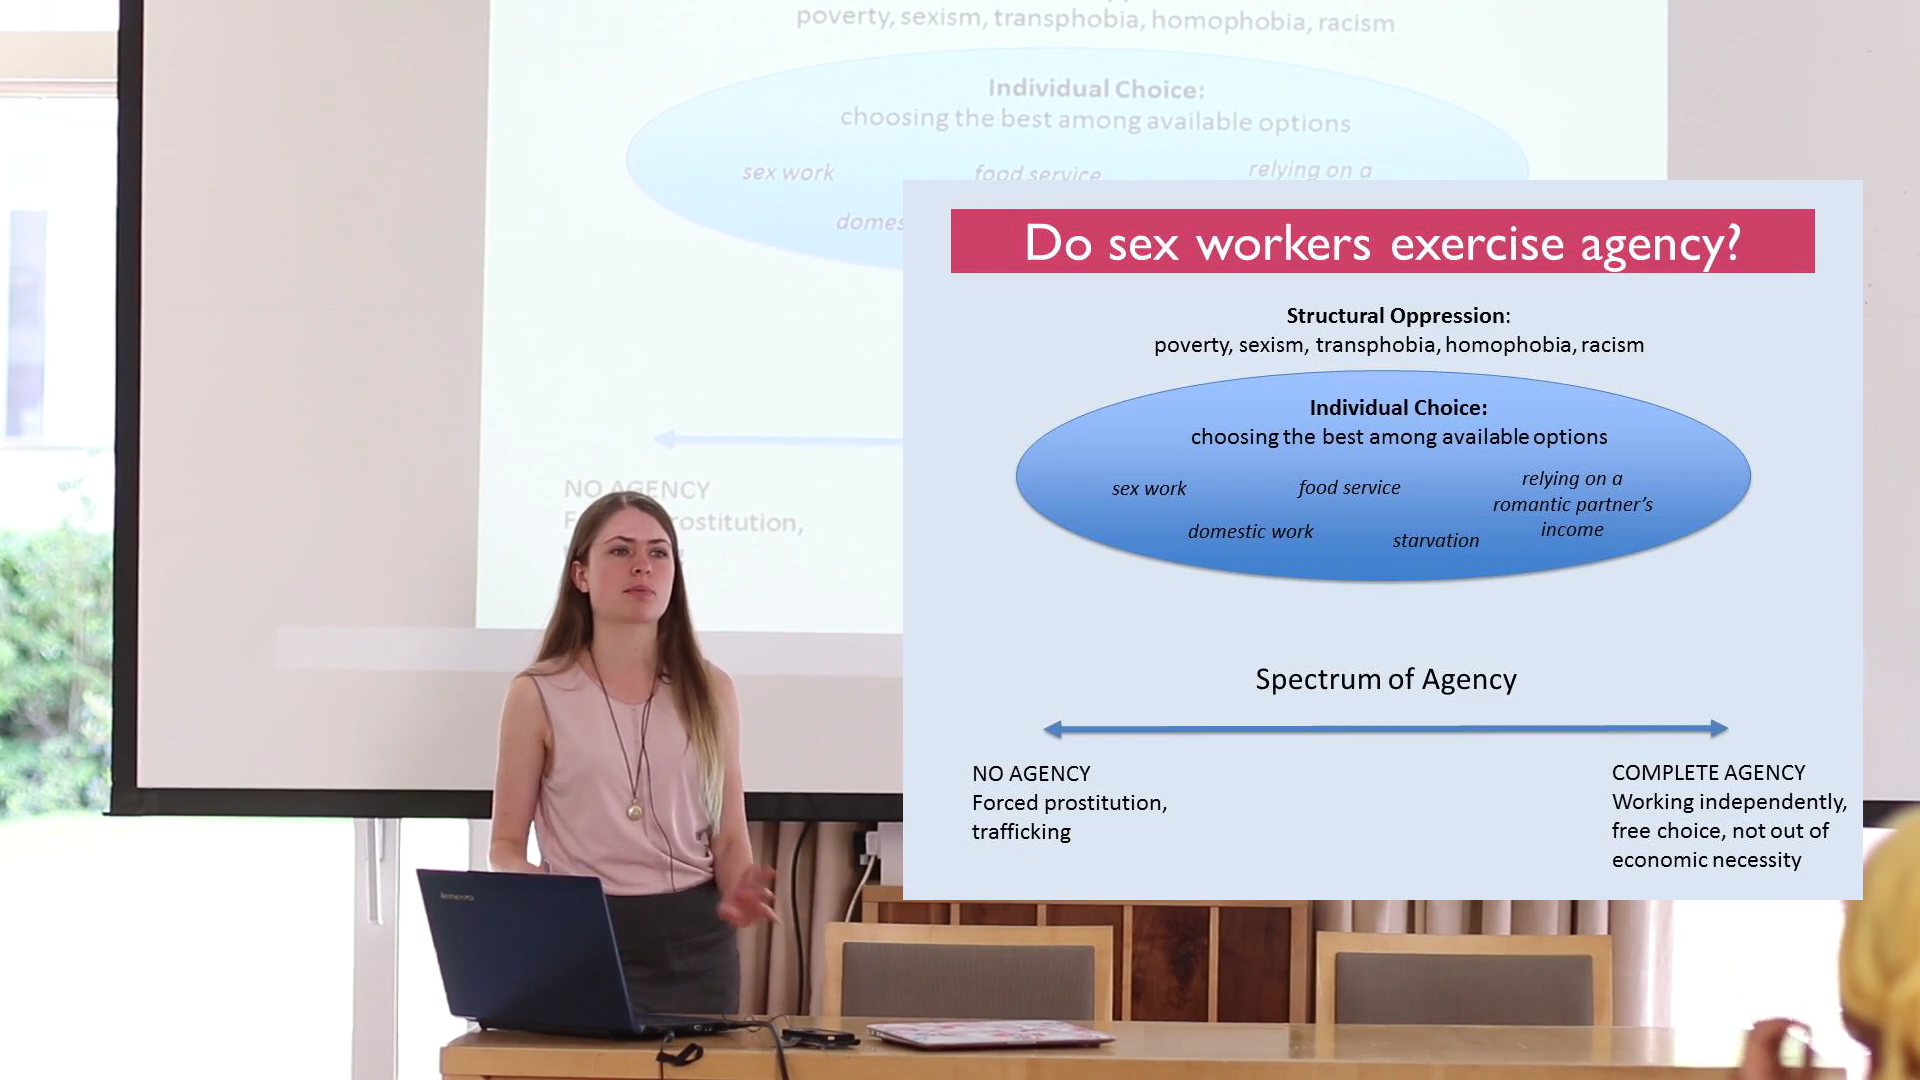 poverty, sexism, transphobia, homophobia, racism
Individual Choice:
choosing the best among available options
sex work
food service
relying on a
domes
NO AGENCY
rostitution,
lenovo
Do sex workers exercise agency?
Structural Oppression:
poverty, sexism, transphobia, homophobia, racism
Individual Choice:
choosing the best among available options
sex work
food service
relying on a
romantic partner's
income
domestic work
starvation
Spectrum of Agency
NO AGENCY
Forced prostitution,
trafficking
COMPLETE AGENCY
Working independently,
free choice, not out of
economic necessity